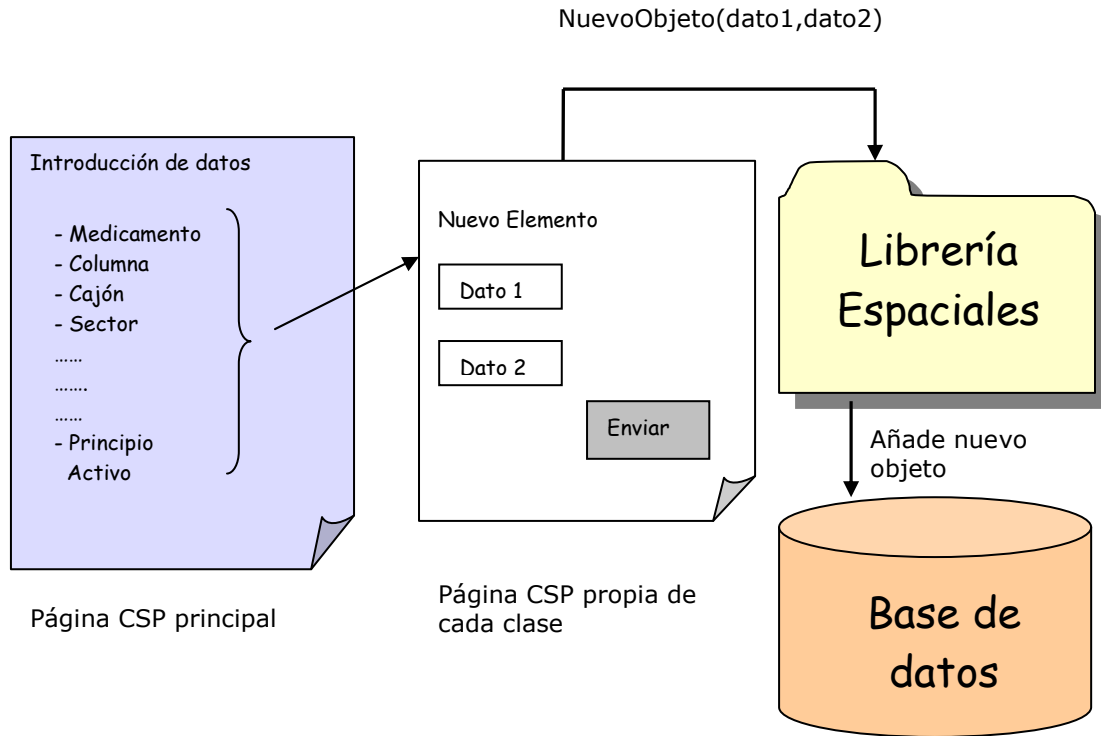 NuevoObjeto(dato1,dato2)
Introducción de datos
- Medicamento
- Columna
- Cajón
- Sector
......
.......
......
- Principio
Activo
Página CSP principal
Nuevo Elemento
Dato 1
Dato 2
Enviar
Página CSP propia de
cada clase
Librería
Espaciales
Añade nuevo
objeto
Base de
datos